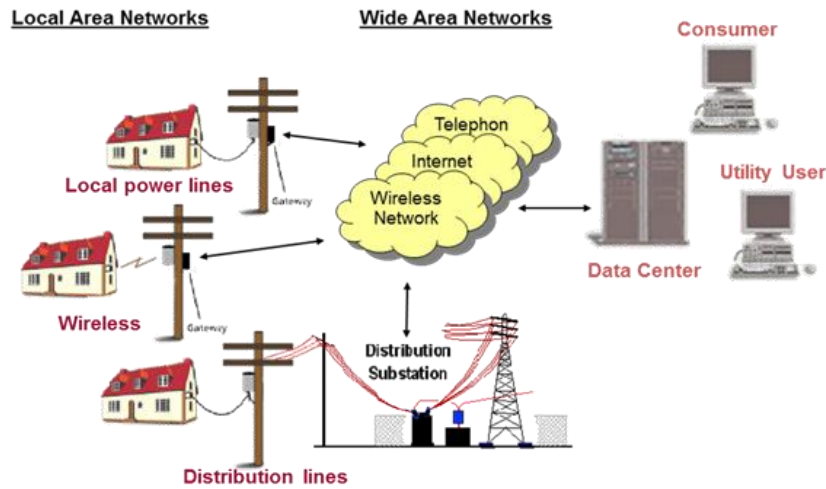 Local Area Networks
Wide Area Networks
Consumer
Telephon
Internet
Wireless
Network
Local power lines
Gateway
Utility User
Data Center
Wireless
Gateway
Distribution
Substation
Distribution lines